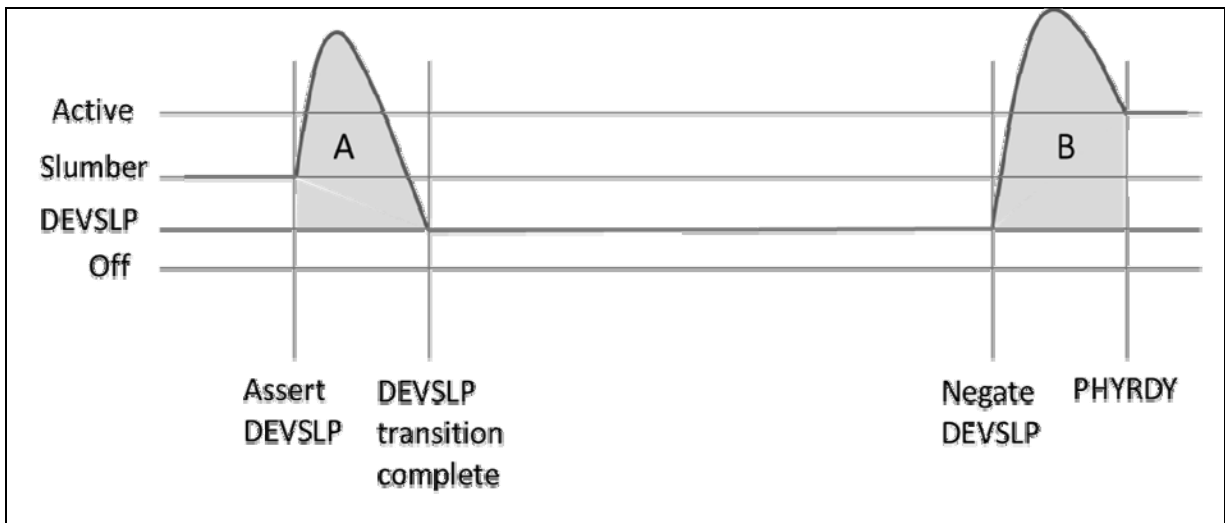 Active
Slumber
DEVSLP
Off
A
B
Assert
DEVSLP
DEVSLP
transition
complete
Negate
DEVSLP
PHYRDY